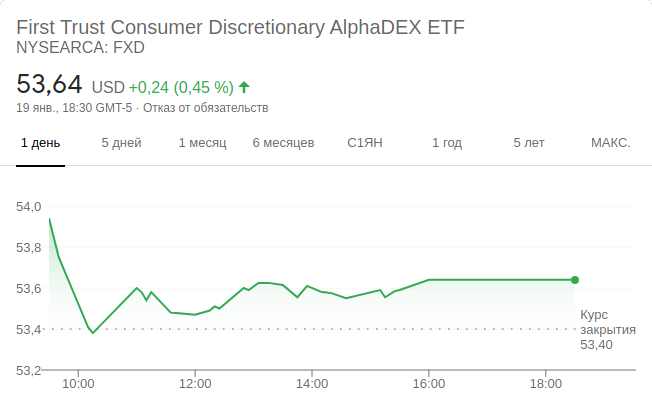 First Trust Consumer Discretionary AlphaDEX ETF
NYSEARCA: FXD
53,64 USD +0,24 (0,45 %)
19 янв., 18:30 GMT-5 · Отказ от обязательств
1 день 5 дней 1 месяц 6 месяцев С1ЯН 1 год 5 лет МАКС.
54,0
53,8
53,6
53,4
53,2
Курс
закрытия
53,40
10:00 12:00 14:00 16:00 18:00